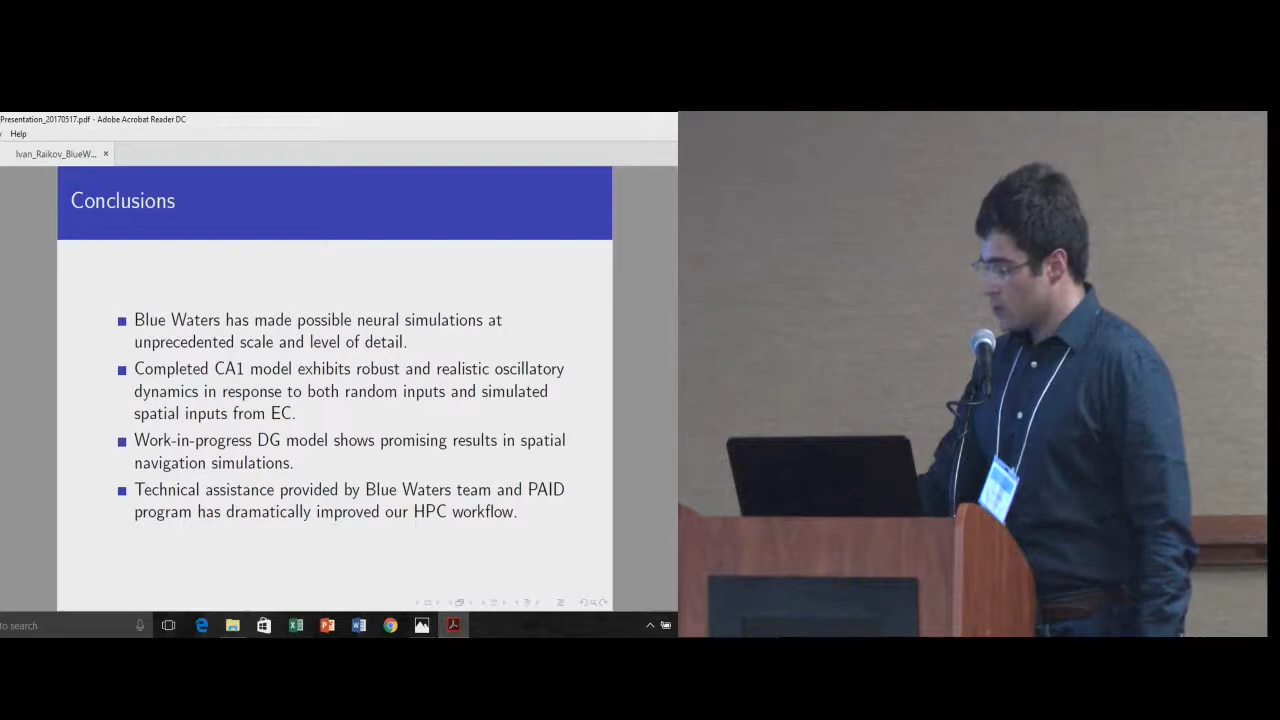 Presentation_20170517.pdf - Adobe Acrobat Reader DC
Help
Ivan_Raikov_BlueW... ×
Conclusions
Blue Waters has made possible neural simulations at
unprecedented scale and level of detail.
Completed CA1 model exhibits robust and realistic oscillatory
dynamics in response to both random inputs and simulated
spatial inputs from EC.
Work-in-progress DG model shows promising results in spatial
navigation simulations.
Technical assistance provided by Blue Waters team and PAID
program has dramatically improved our HPC workflow.
to search